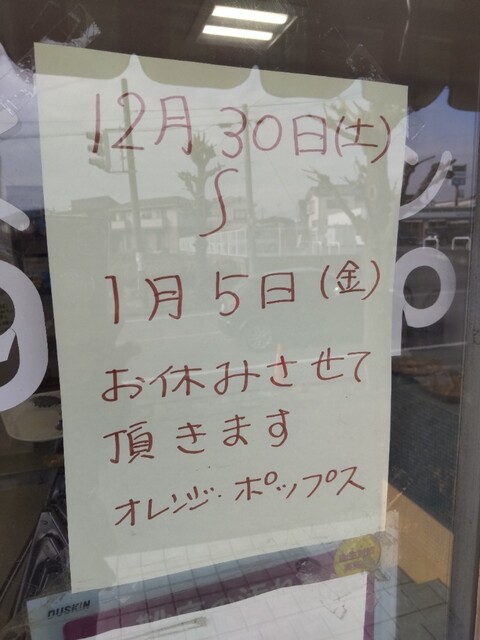 12月30日(土)
〜
1月5日(金)
お休みさせて
頂きます
オレンジ・ポップス
DUSKIN